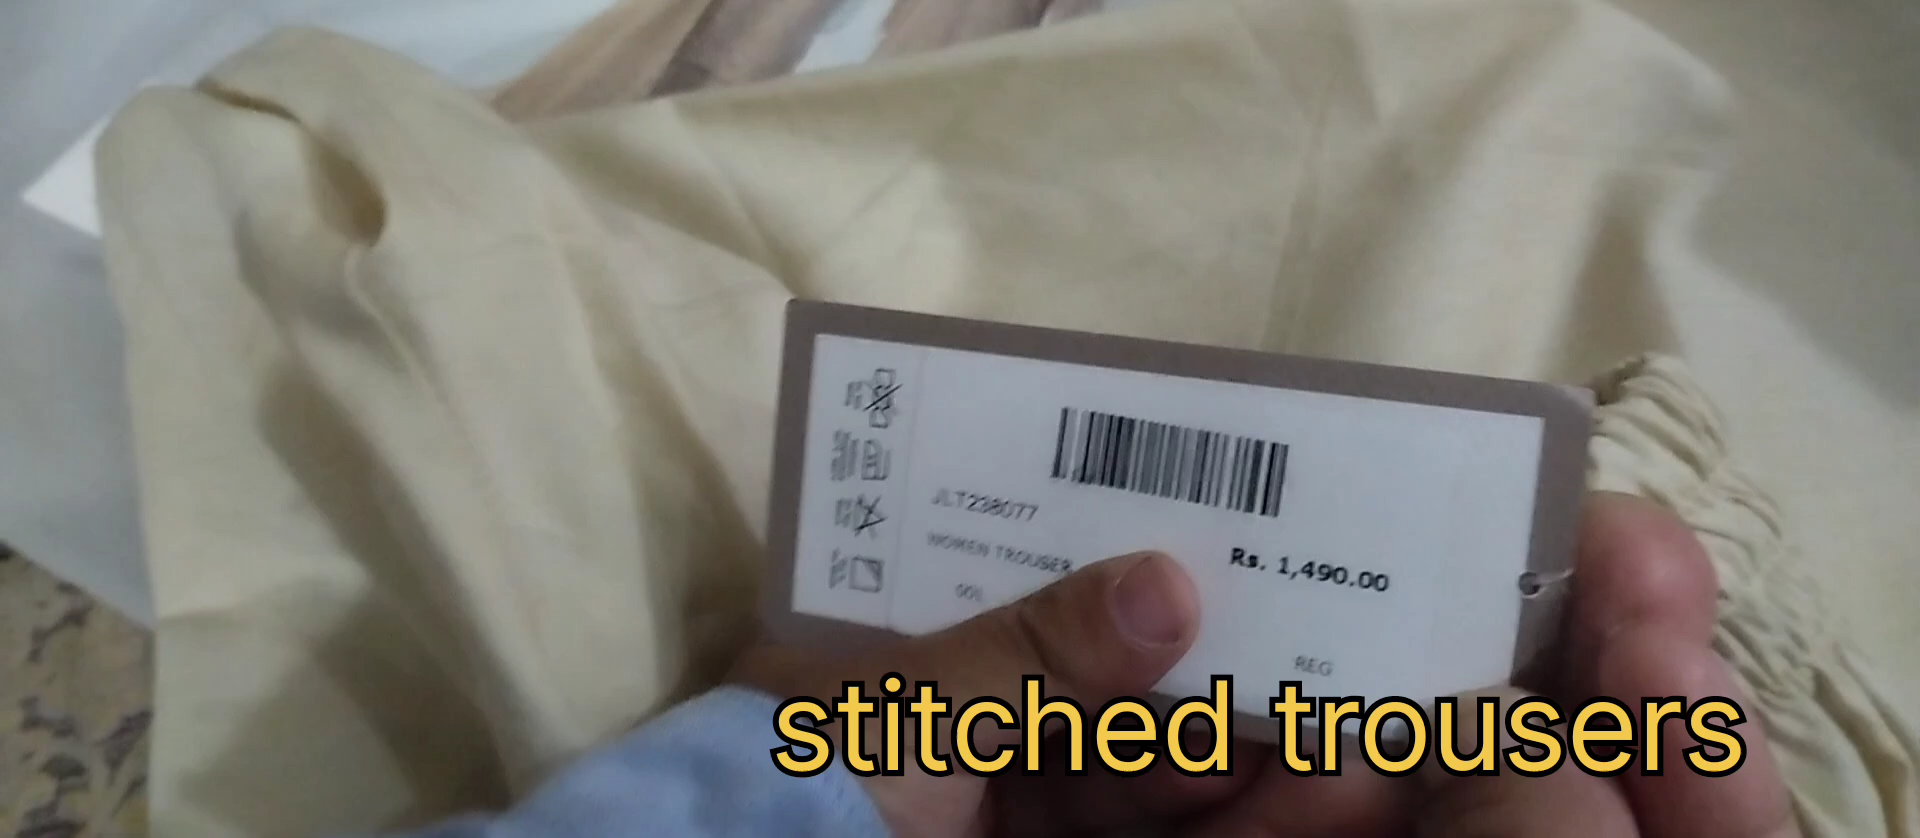 JLT238077
WOMEN TROUSER
Rs. 1,490.00
REG
stitched trousers